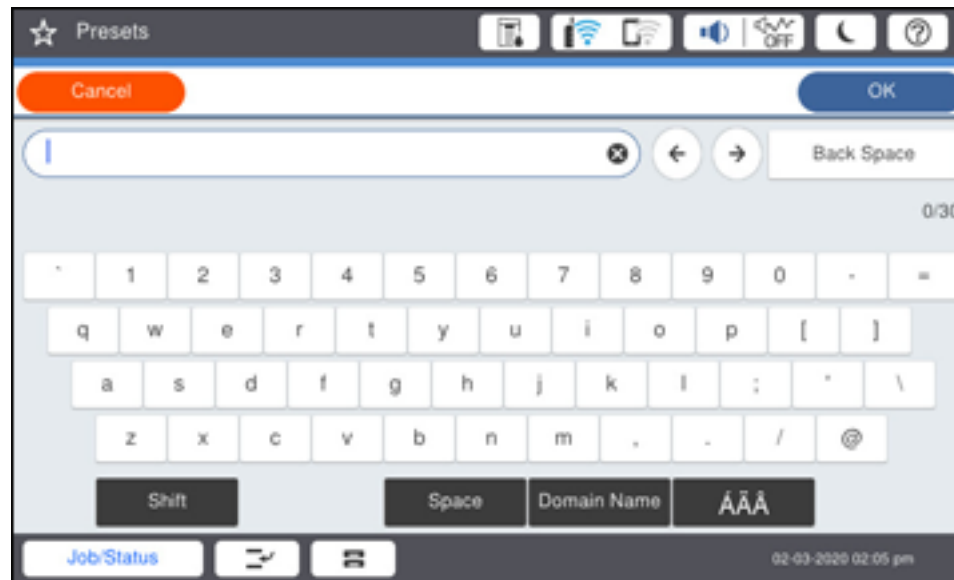 Presets
OFF
Cancel OK
Back Space
0/30
` 1 2 3 4 5 6 7 8 9 0 - =
q w e r t y u i o p [ ]
a s d f g h j k l ; ' \
z x c v b n m , . / @
Shift Space Domain Name ÁÃÂ
Job/Status 02-03-2020 02:05 pm